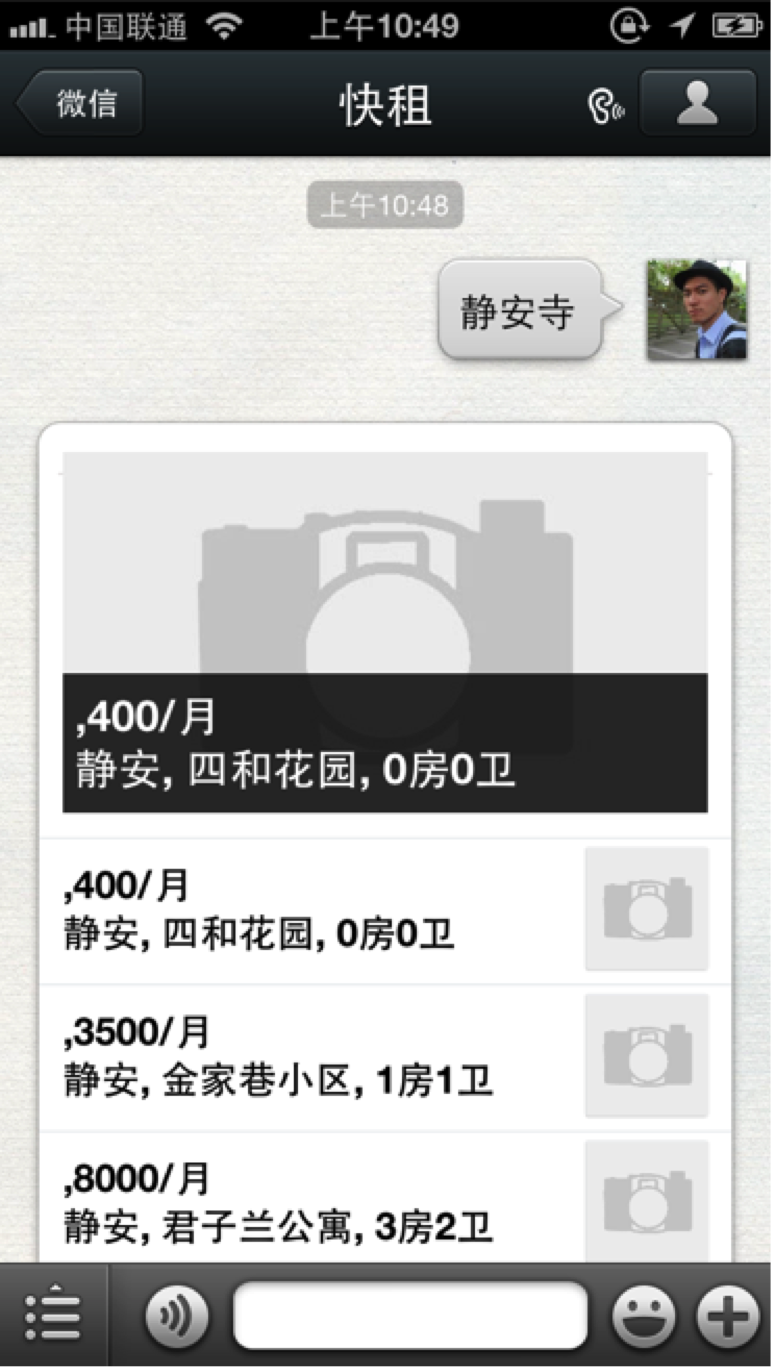 中国联通 上午10:49
微信 快租
上午10:48
静安寺
,400/月
静安, 四和花园, 0房0卫
,400/月
静安, 四和花园, 0房0卫
,3500/月
静安, 金家巷小区, 1房1卫
,8000/月
静安, 君子兰公寓, 3房2卫